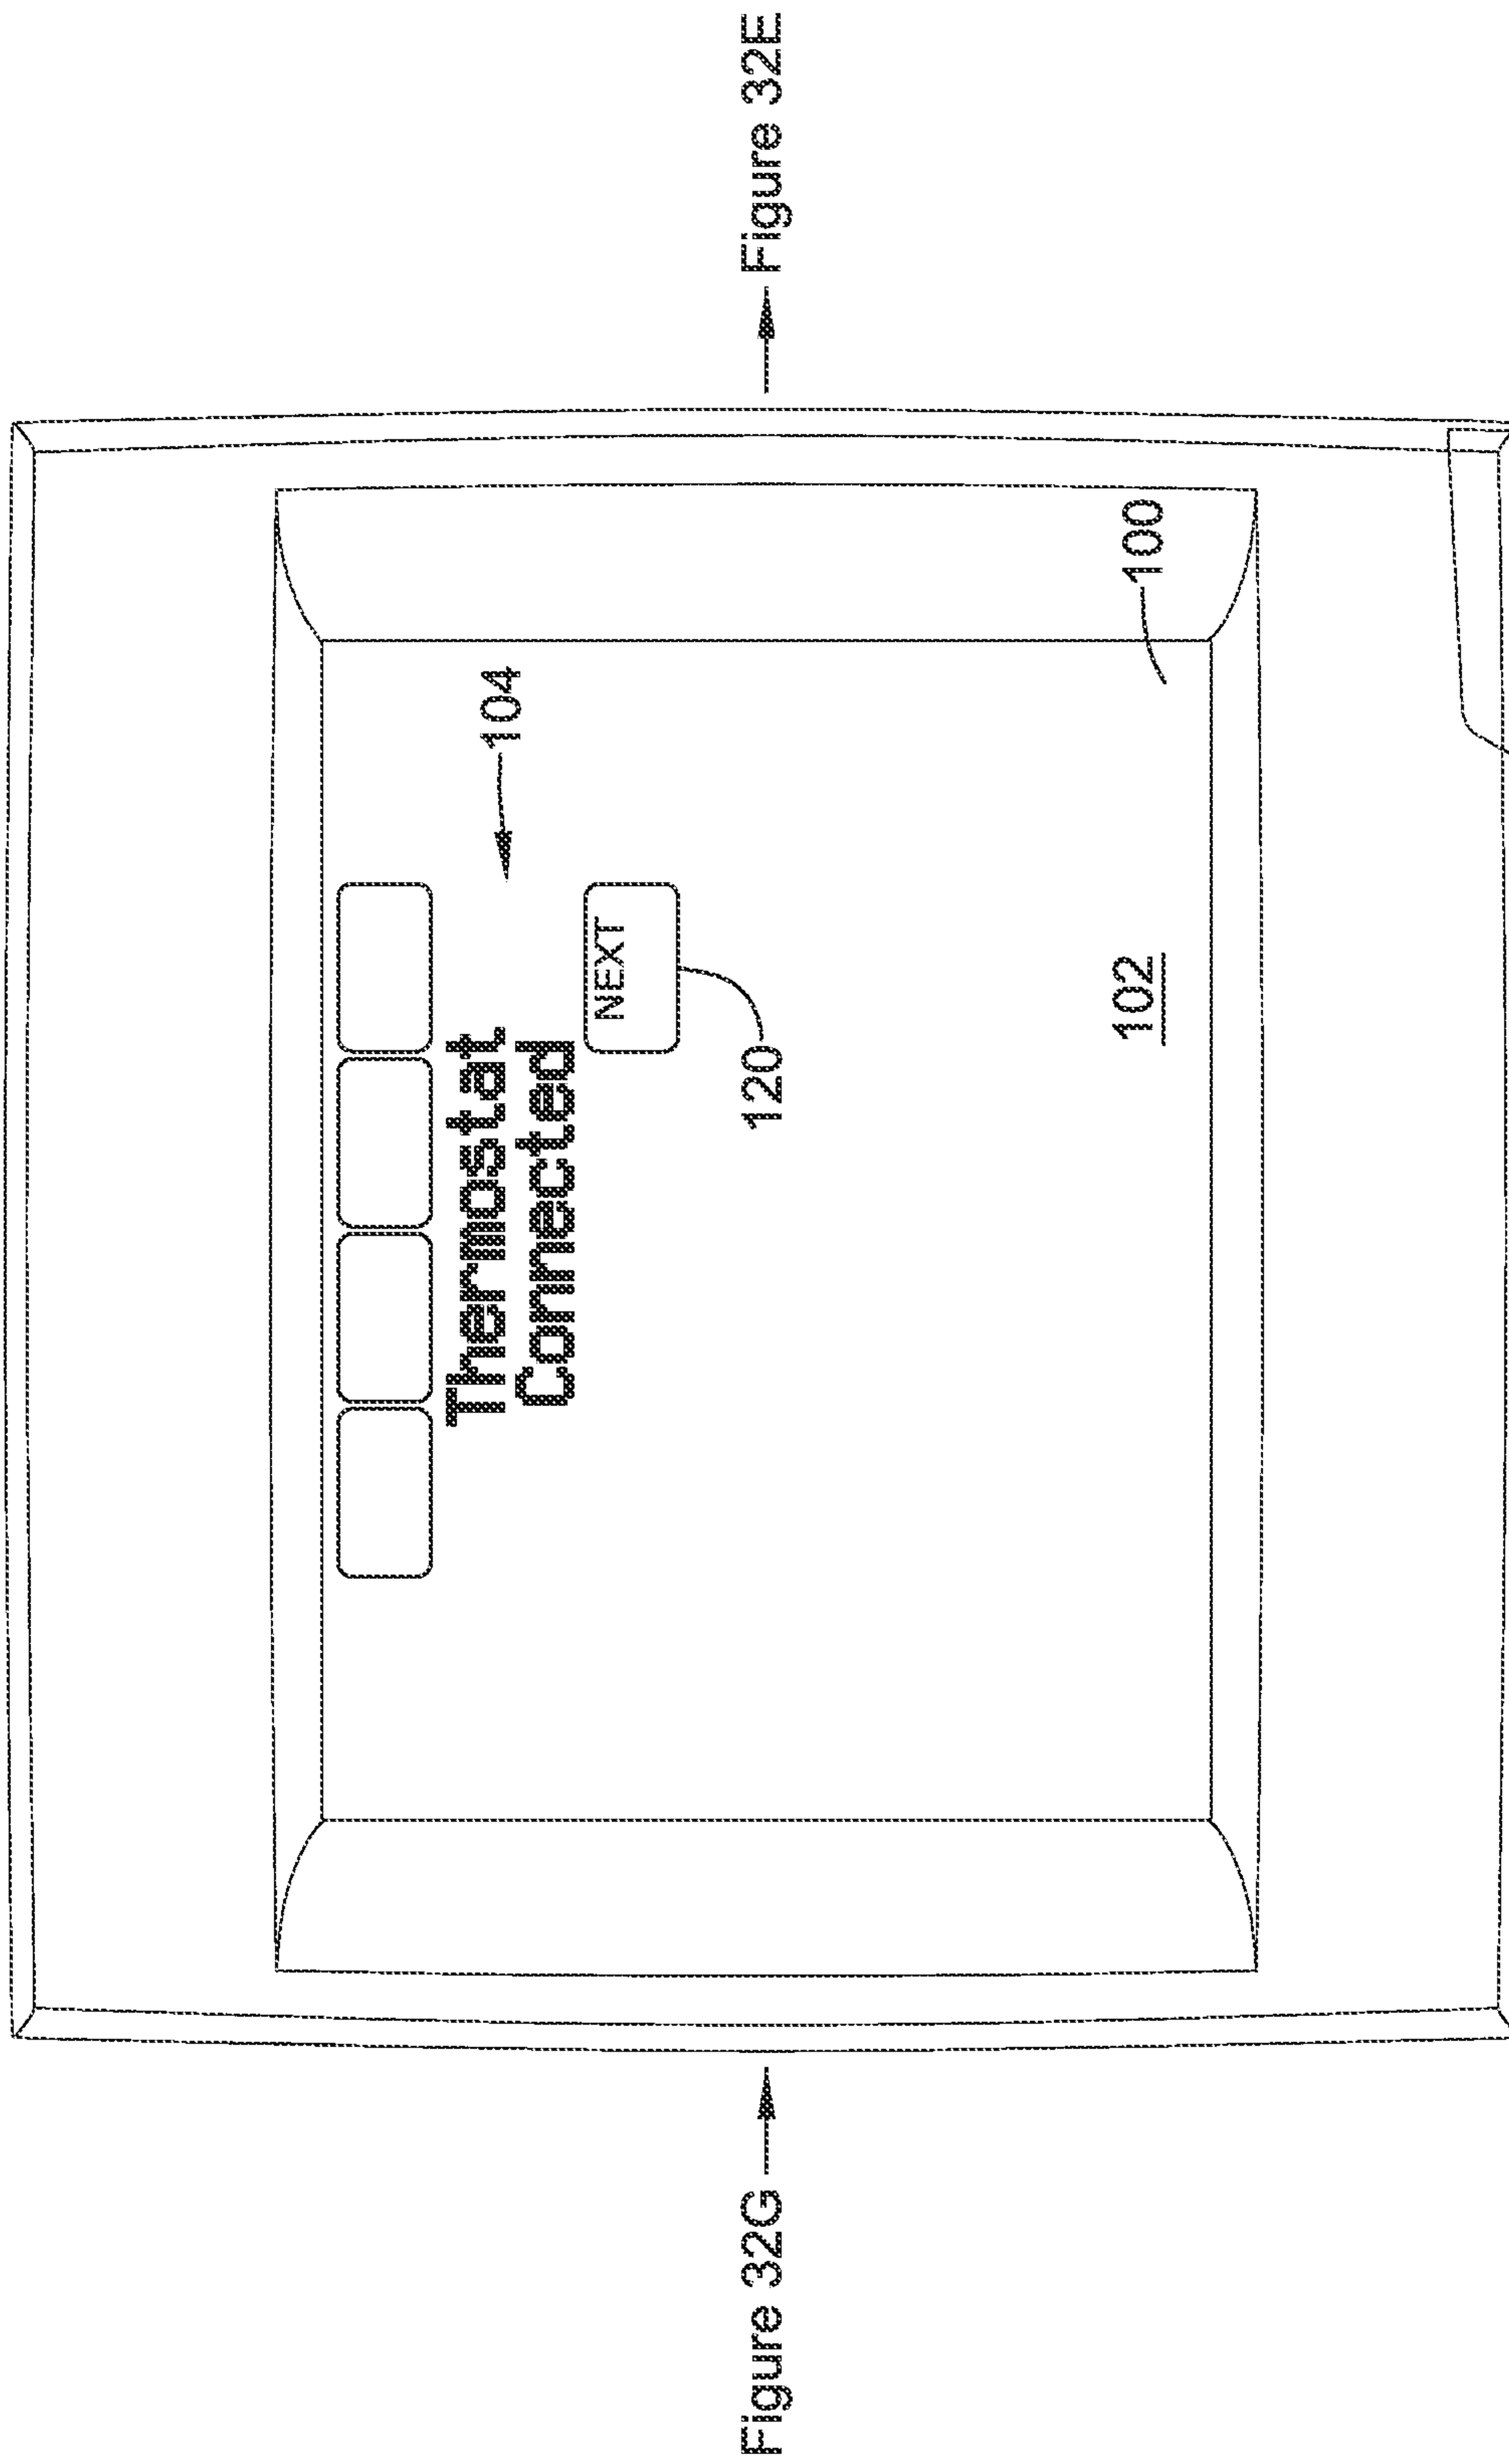 Figure 32G
Thermostat
Connected
104
NEXT
120
102
100
Figure 32E